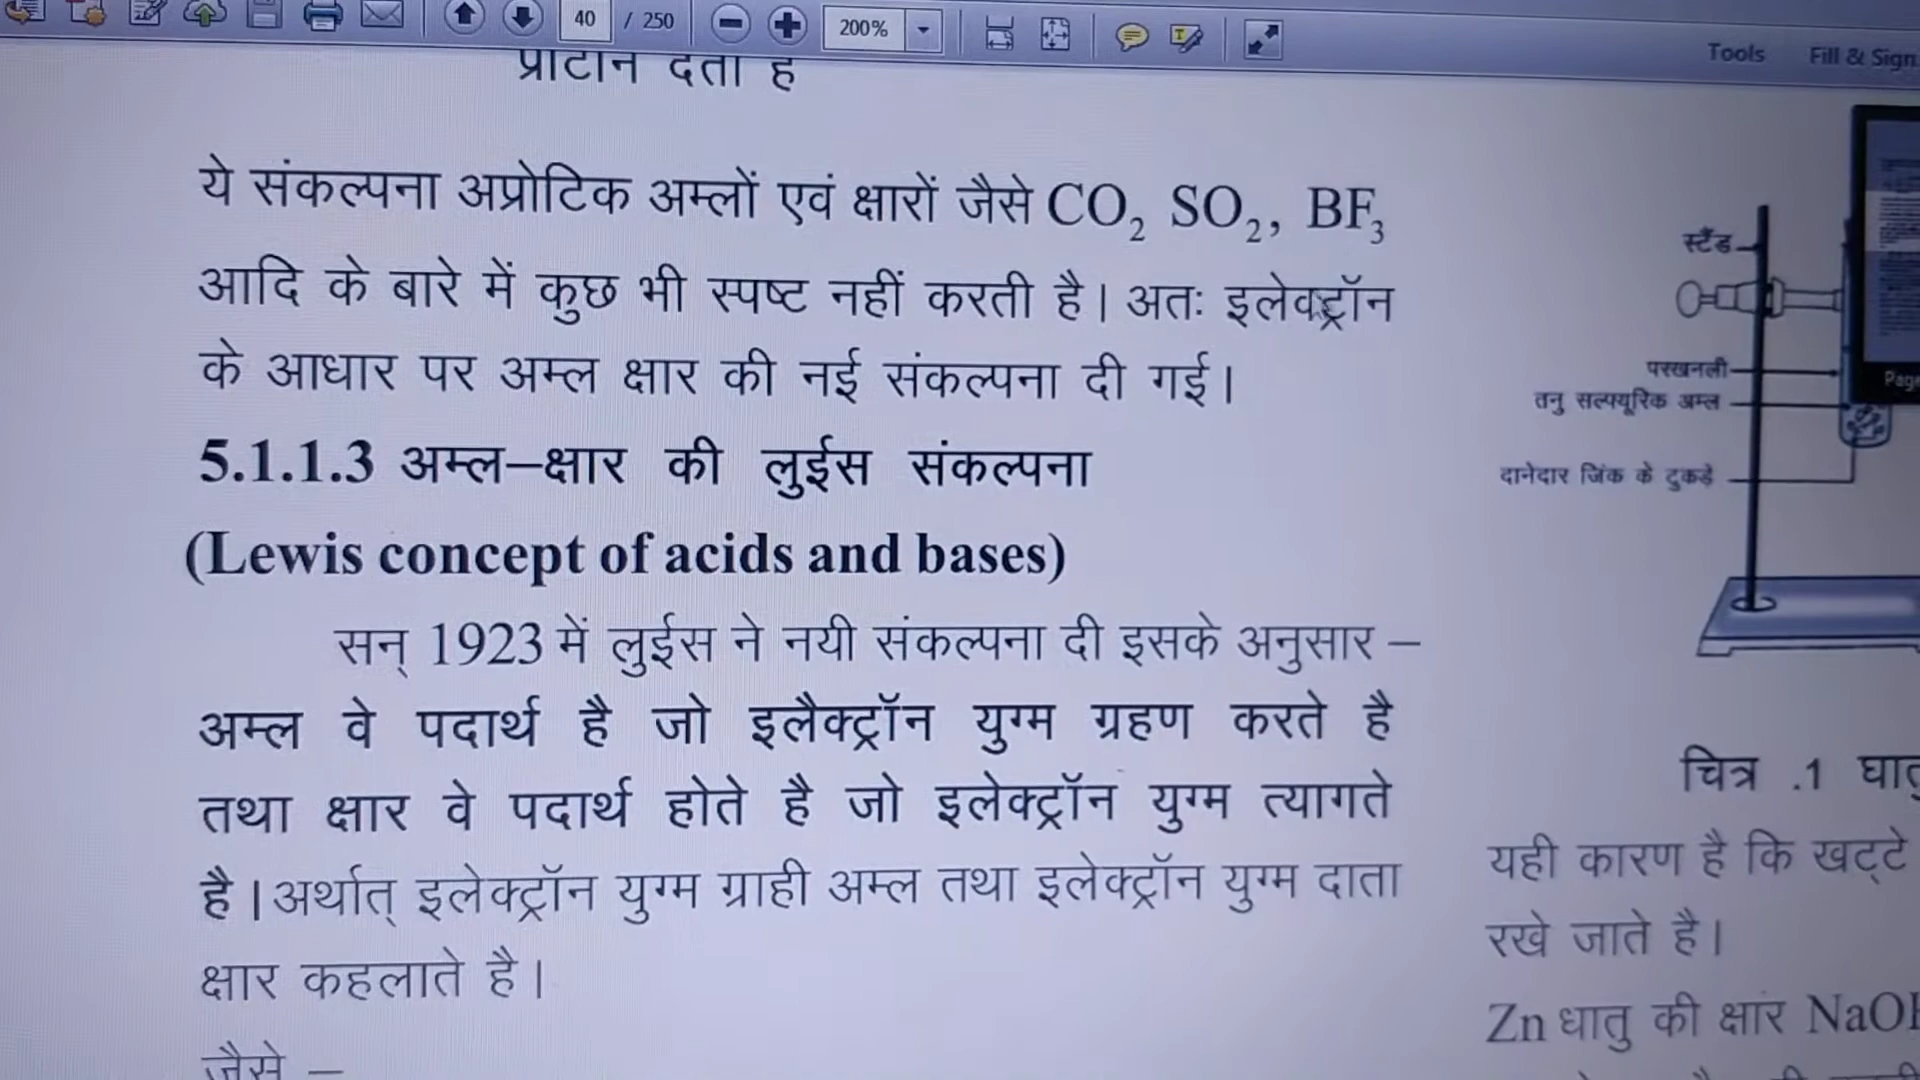 40 / 250
200%
Tools
Fill & Sign
प्रोटॉन देता है
ये संकल्पना अप्रोटिक अम्लों एवं क्षारों जैसे CO₂ SO₂, BF₃
आदि के बारे में कुछ भी स्पष्ट नहीं करती है। अतः इलेक्ट्रॉन
के आधार पर अम्ल क्षार की नई संकल्पना दी गई।
5.1.1.3 अम्ल–क्षार की लुईस संकल्पना
(Lewis concept of acids and bases)
सन् 1923 में लुईस ने नयी संकल्पना दी इसके अनुसार –
अम्ल वे पदार्थ है जो इलैक्ट्रॉन युग्म ग्रहण करते है
तथा क्षार वे पदार्थ होते है जो इलेक्ट्रॉन युग्म त्यागते
है। अर्थात् इलेक्ट्रॉन युग्म ग्राही अम्ल तथा इलेक्ट्रॉन युग्म दाता
क्षार कहलाते है।
जैसे –
स्टैंड
परखनली
तनु सल्फ्यूरिक अम्ल
दानेदार जिंक के टुकड़े
Page
चित्र .1
यही कारण है कि खट्टे
रखे जाते है।
Zn धातु की क्षार